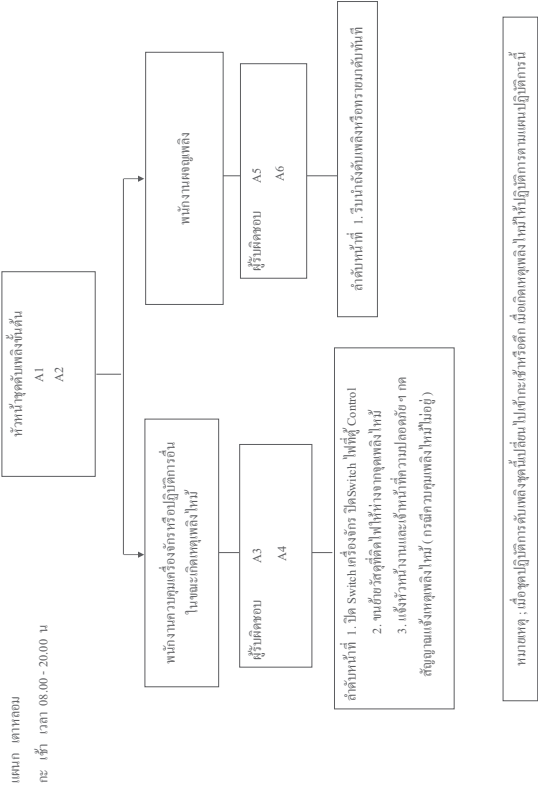 แผนก เตาหลอม
กะ เช้า เวลา 08.00 - 20.00 น
หัวหน้าชุดดับเพลิงขั้นต้น
A1
A2
พนักงานควบคุมเครื่องจักรหรือปฏิบัติการอื่น
ในขณะเกิดเหตุเพลิงไหม้
ผู้รับผิดชอบ A3
A4
ลำดับหน้าที่ 1. ปิด Switch เครื่องจักร ปิดSwitch ไฟที่ตู้ Control
2. ขนย้ายวัสดุที่ติดไฟให้ห่างจากจุดเพลิงไหม้
3. แจ้งหัวหน้างานและเจ้าหน้าที่ความปลอดภัย ฯ กด
สัญญาณแจ้งเหตุเพลิงไหม้ ( กรณีควบคุมเพลิงไหม้ไม่อยู่ )
พนักงานผจญเพลิง
ผู้รับผิดชอบ A5
A6
ลำดับหน้าที่ 1. รีบนำถังดับเพลิงหรือทรายมาดับทันที
หมายเหตุ ; เมื่อชุดปฏิบัติการดับเพลิงชุดนี้เปลี่ยนไปเข้ากะเช้าหรือดึก เมื่อเกิดเหตุเพลิงไหม้ให้ปฏิบัติการตามแผนปฏิบัติการนี้